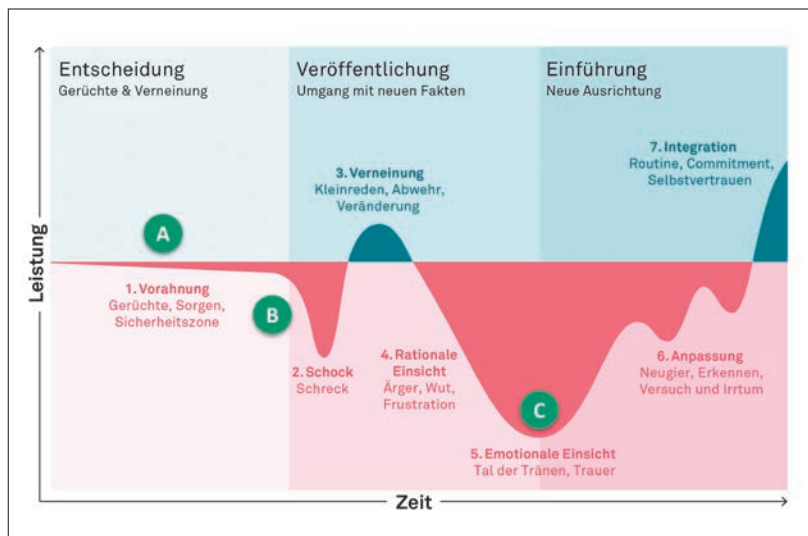 Entscheidung
Gerüchte & Verneinung
Veröffentlichung
Umgang mit neuen Fakten
Einführung
Neue Ausrichtung
7. Integration
Routine, Commitment,
Selbstvertrauen
3. Verneinung
Kleinreden, Abwehr,
Veränderung
A
Leistung
1. Vorahnung
Gerüchte, Sorgen,
Sicherheitszone
B
2. Schock
Schreck
4. Rationale
Einsicht
Ärger, Wut,
Frustration
6. Anpassung
Neugier, Erkennen,
Versuch und Irrtum
C
5. Emotionale Einsicht
Tal der Tränen, Trauer
Zeit